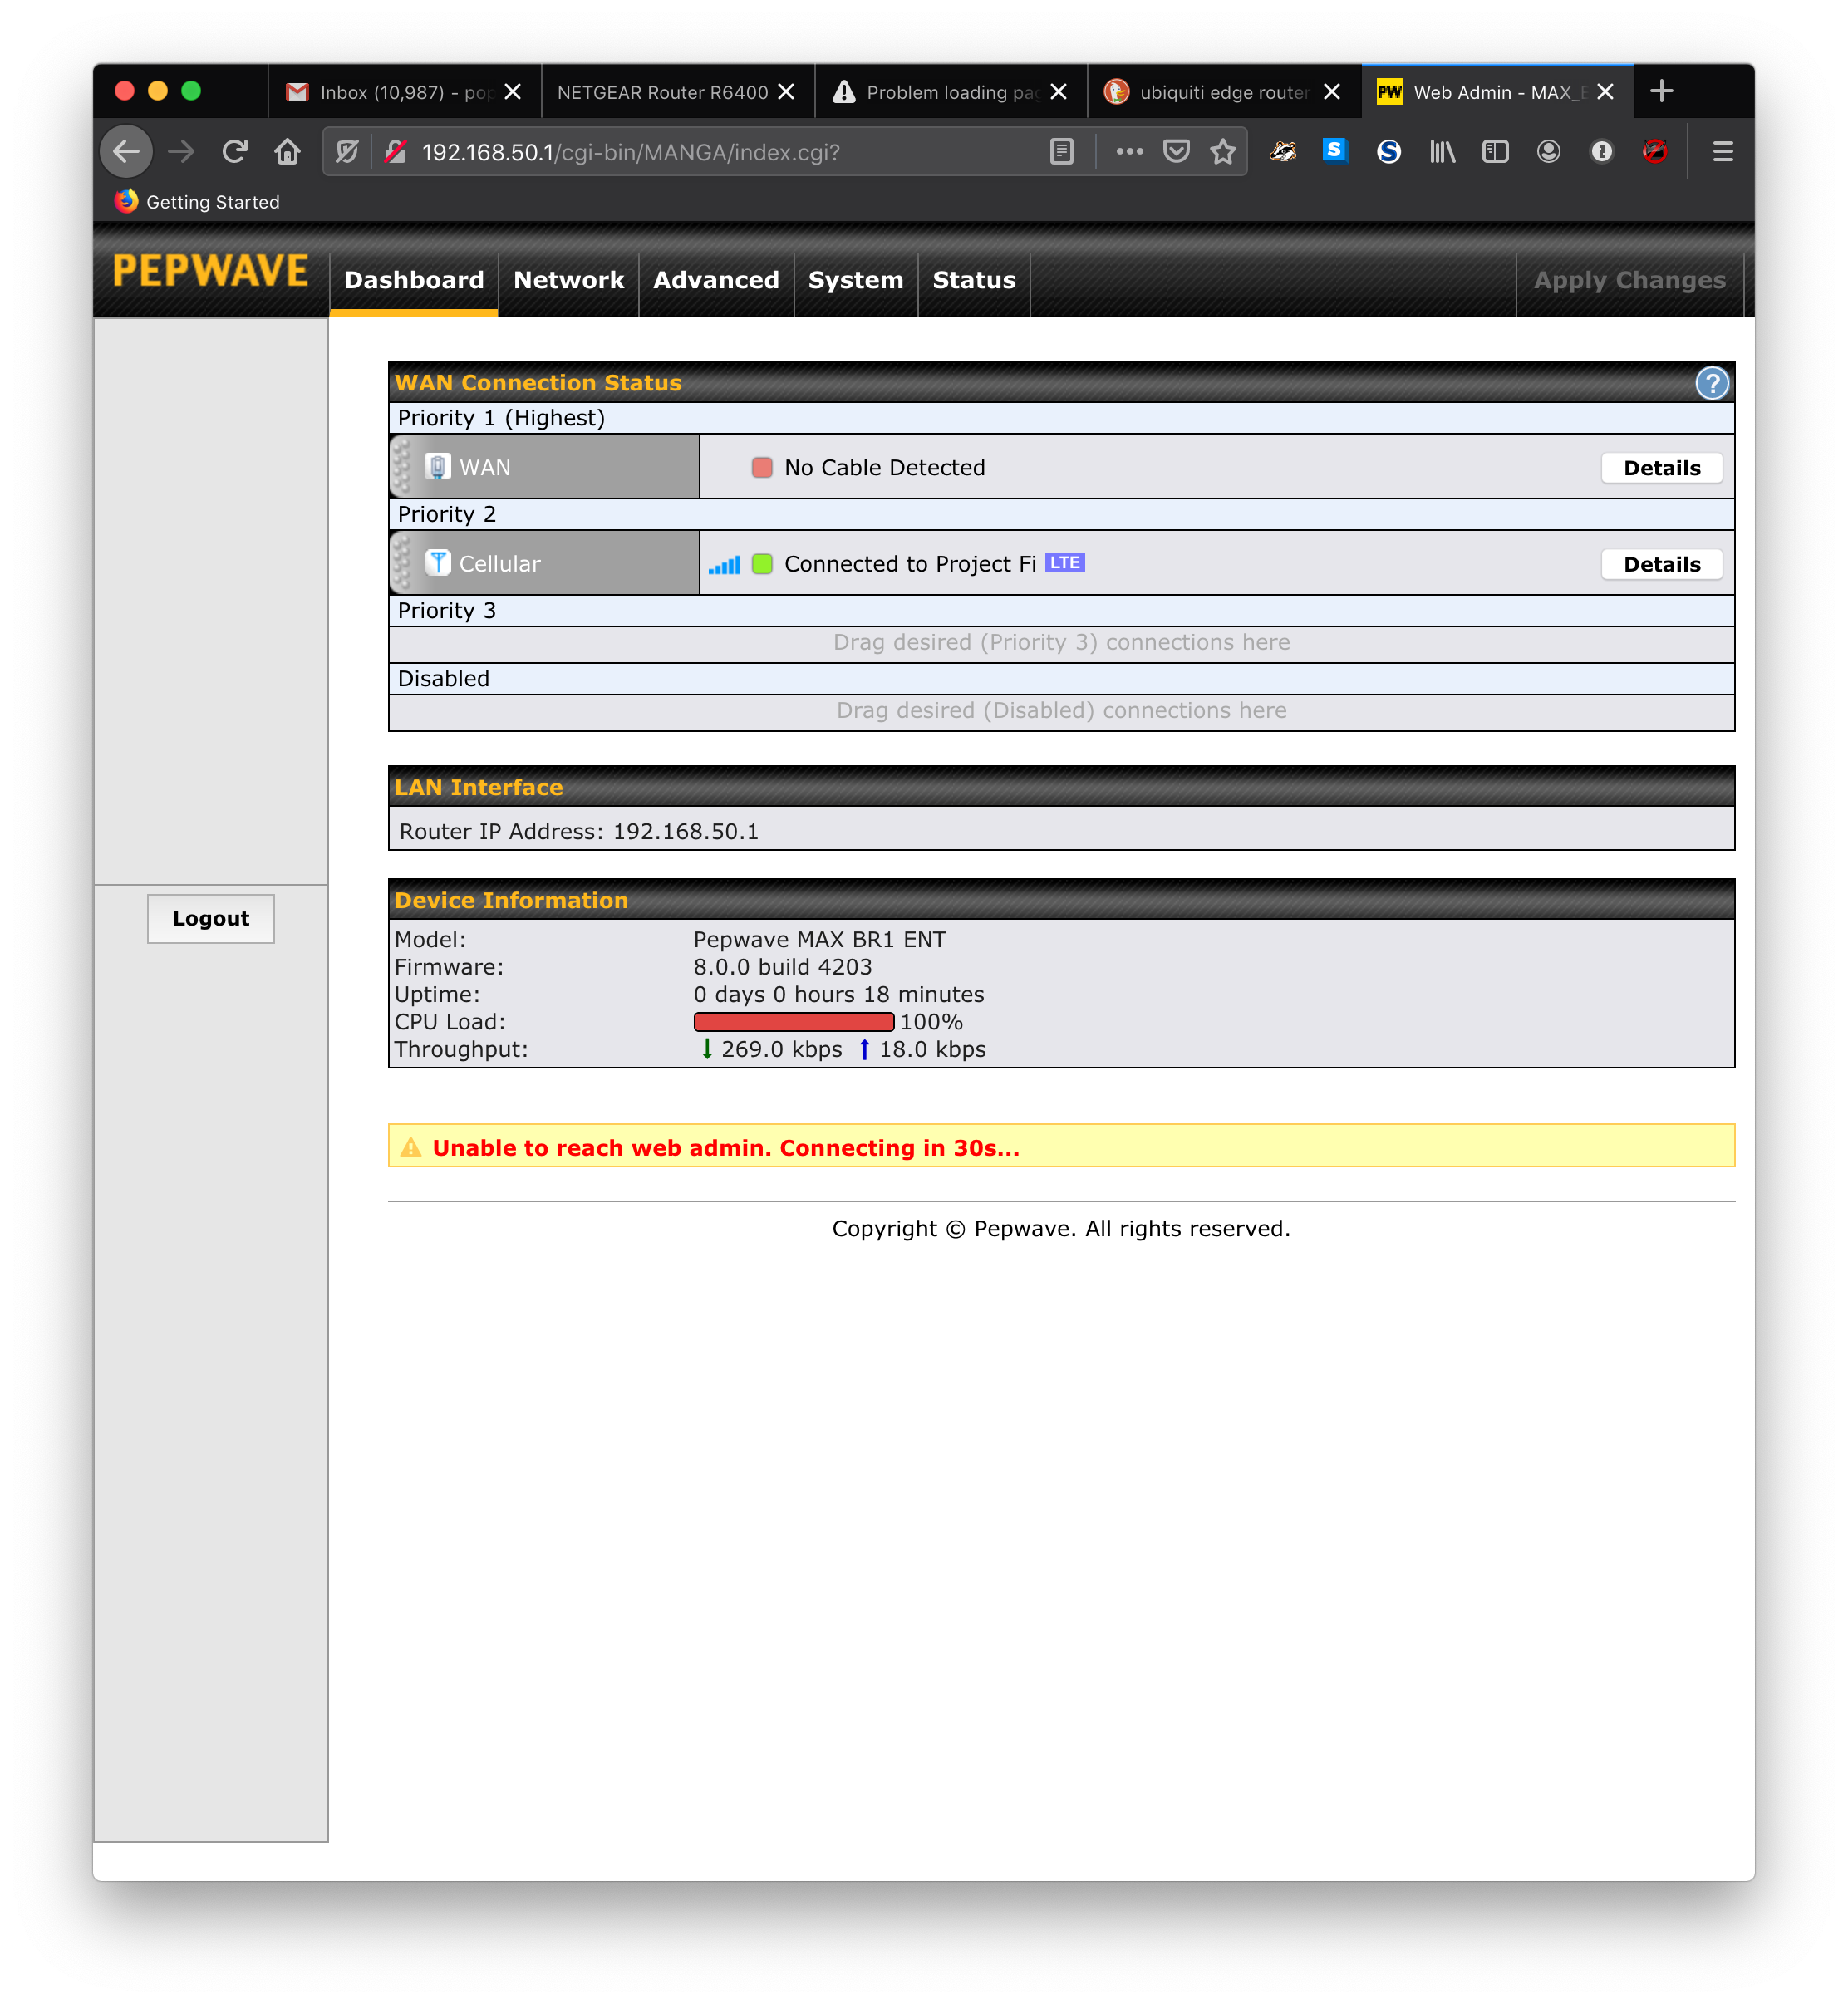 Inbox (10,987) - pop
NETGEAR Router R6400
Problem loading pag
ubiquiti edge router
PW Web Admin - MAX_B
192.168.50.1/cgi-bin/MANGA/index.cgi?
Getting Started
PEPWAVE
Dashboard Network Advanced System Status Apply Changes
WAN Connection Status ?
Priority 1 (Highest)
WAN No Cable Detected Details
Priority 2
Cellular Connected to Project Fi LTE Details
Priority 3
Drag desired (Priority 3) connections here
Disabled
Drag desired (Disabled) connections here
LAN Interface
Router IP Address: 192.168.50.1
Logout
Device Information
Model: Pepwave MAX BR1 ENT
Firmware: 8.0.0 build 4203
Uptime: 0 days 0 hours 18 minutes
CPU Load: 100%
Throughput: ↓ 269.0 kbps ↑ 18.0 kbps
Unable to reach web admin. Connecting in 30s...
Copyright © Pepwave. All rights reserved.